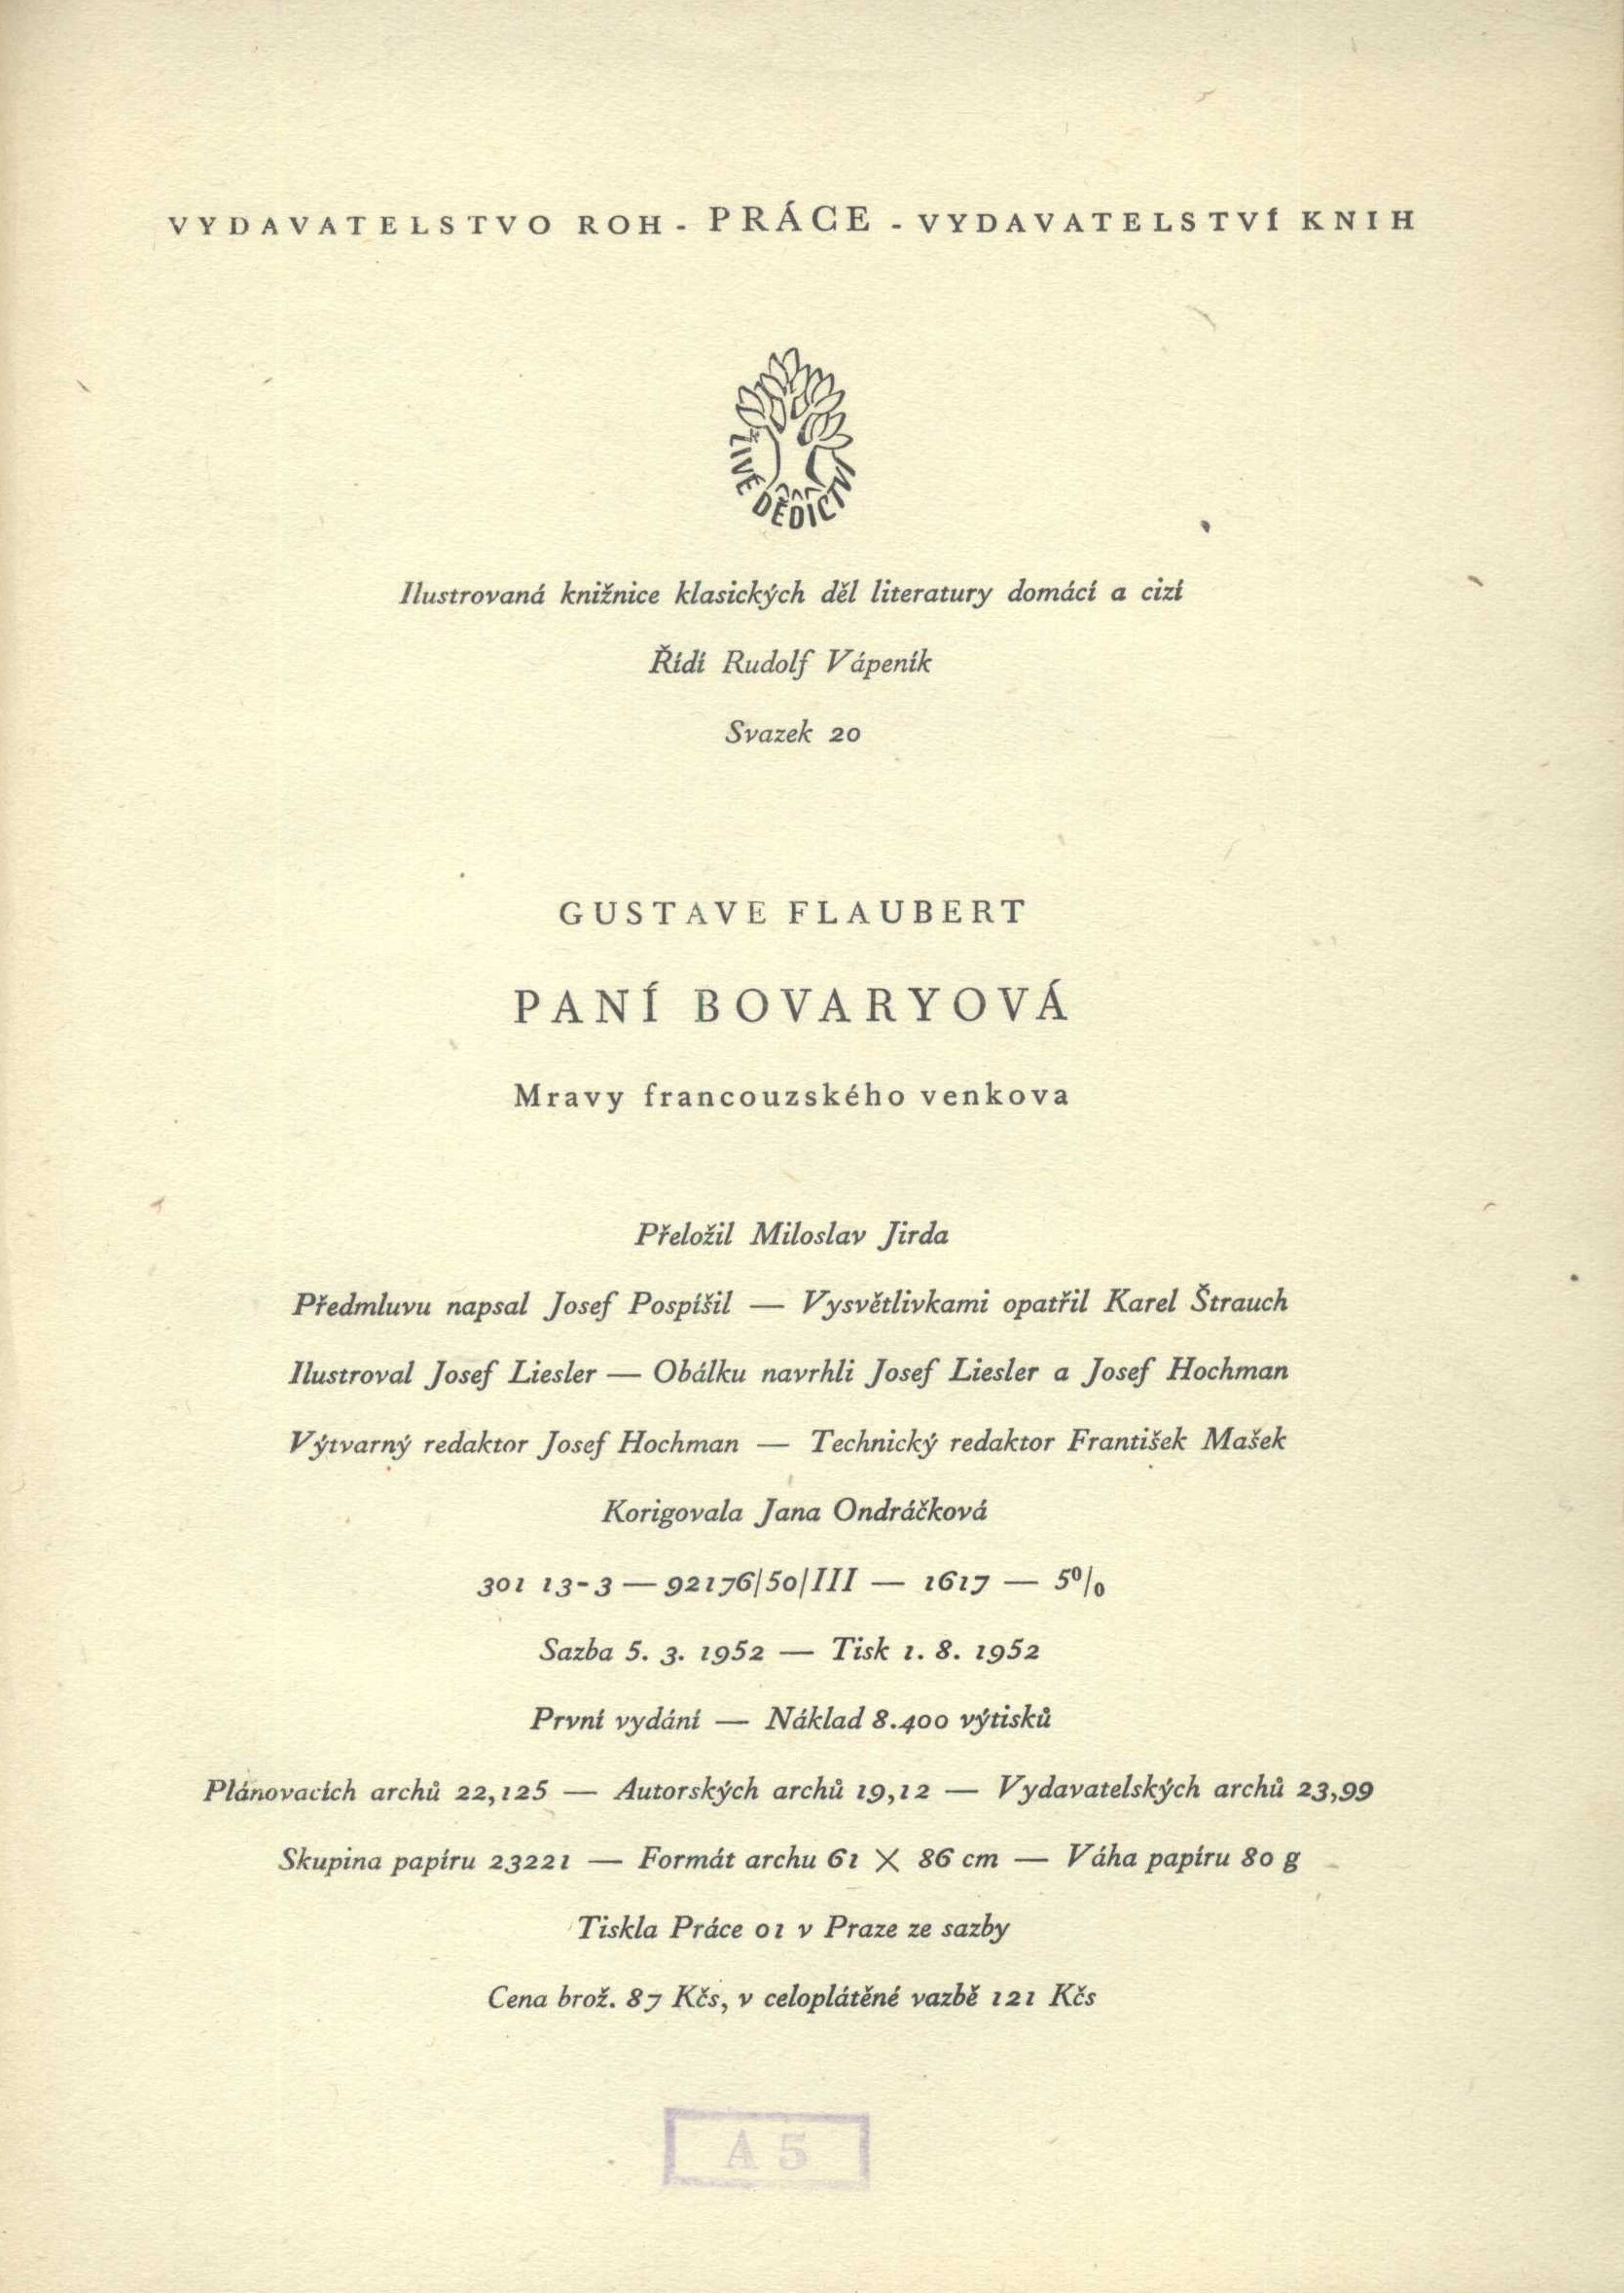 VYDAVATELSTVO ROH - PRÁCE - VYDAVATELSTVÍ KNIH
ŽIVÉ DĚDICTVÍ
Ilustrovaná knižnice klasických děl literatury domácí a cizí
Řídí Rudolf Vápeník
Svazek 20
GUSTAVE FLAUBERT
PANÍ BOVARYOVÁ
Mravy francouzského venkova
Přeložil Miloslav Jirda
Předmluvu napsal Josef Pospíšil — Vysvětlivkami opatřil Karel Štrauch
Ilustroval Josef Liesler — Obálku navrhli Josef Liesler a Josef Hochman
Výtvarný redaktor Josef Hochman — Technický redaktor František Mašek
Korigovala Jana Ondráčková
301 13-3 — 92176/50/III — 1617 — 5%
Sazba 5. 3. 1952 — Tisk 1. 8. 1952
První vydání — Náklad 8.400 výtisků
Plánovacích archů 22,125 — Autorských archů 19,12 — Vydavatelských archů 23,99
Skupina papíru 23221 — Formát archu 61 × 86 cm — Váha papíru 80 g
Tiskla Práce 01 v Praze ze sazby
Cena brož. 87 Kčs, v celoplátěné vazbě 121 Kčs
A 5